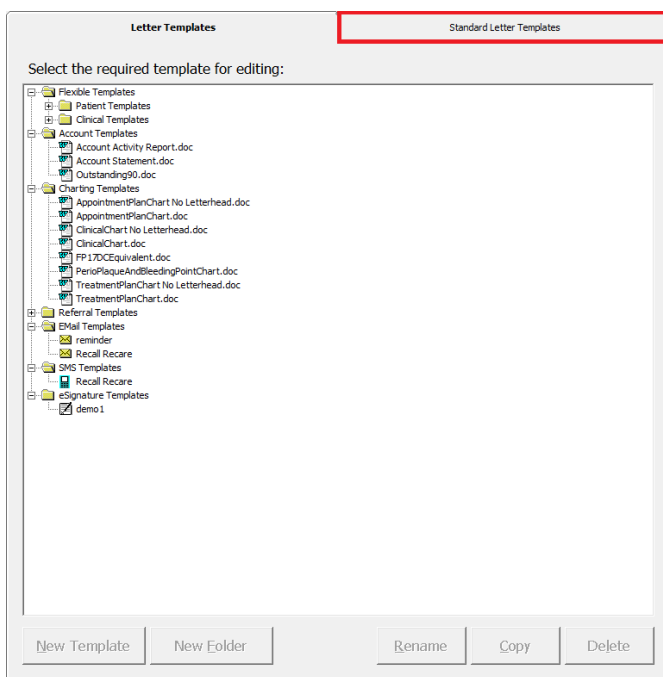 Letter Templates
Standard Letter Templates
Select the required template for editing:
Flexible Templates
Patient Templates
Clinical Templates
Account Templates
Account Activity Report.doc
Account Statement.doc
Outstanding90.doc
Charting Templates
AppointmentPlanChart No Letterhead.doc
AppointmentPlanChart.doc
ClinicalChart No Letterhead.doc
ClinicalChart.doc
FP17DCEquivalent.doc
PerioPlaqueAndBleedingPointChart.doc
TreatmentPlanChart No Letterhead.doc
TreatmentPlanChart.doc
Referral Templates
EMail Templates
reminder
Recall Recare
SMS Templates
Recall Recare
eSignature Templates
demo1
New Template New Folder Rename Copy Delete